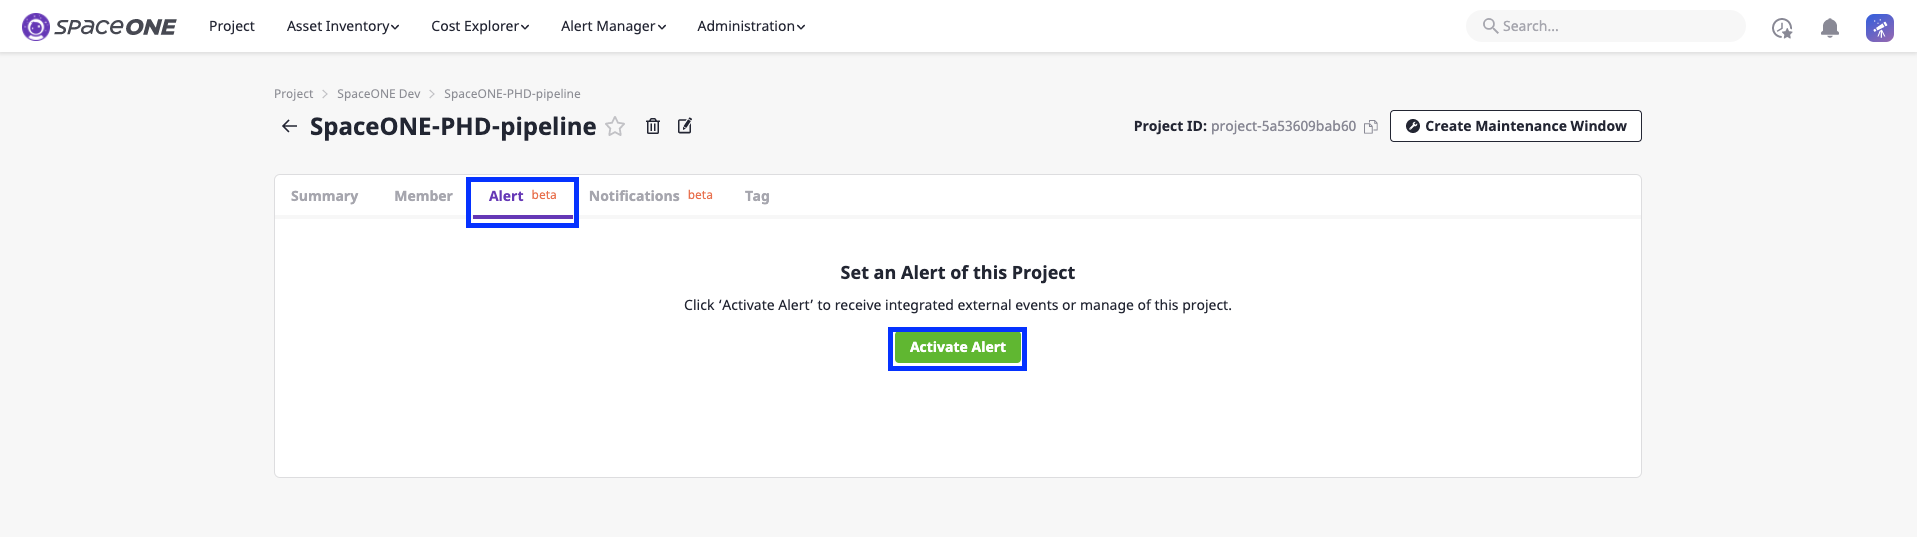 SPACEONE Project Asset Inventory Cost Explorer Alert Manager Administration Search...
Project > SpaceONE Dev > SpaceONE-PHD-pipeline
SpaceONE-PHD-pipeline Project ID: project-5a53609bab60 Create Maintenance Window
Summary Member Alert beta Notifications beta Tag
Set an Alert of this Project
Click ‘Activate Alert’ to receive integrated external events or manage of this project.
Activate Alert